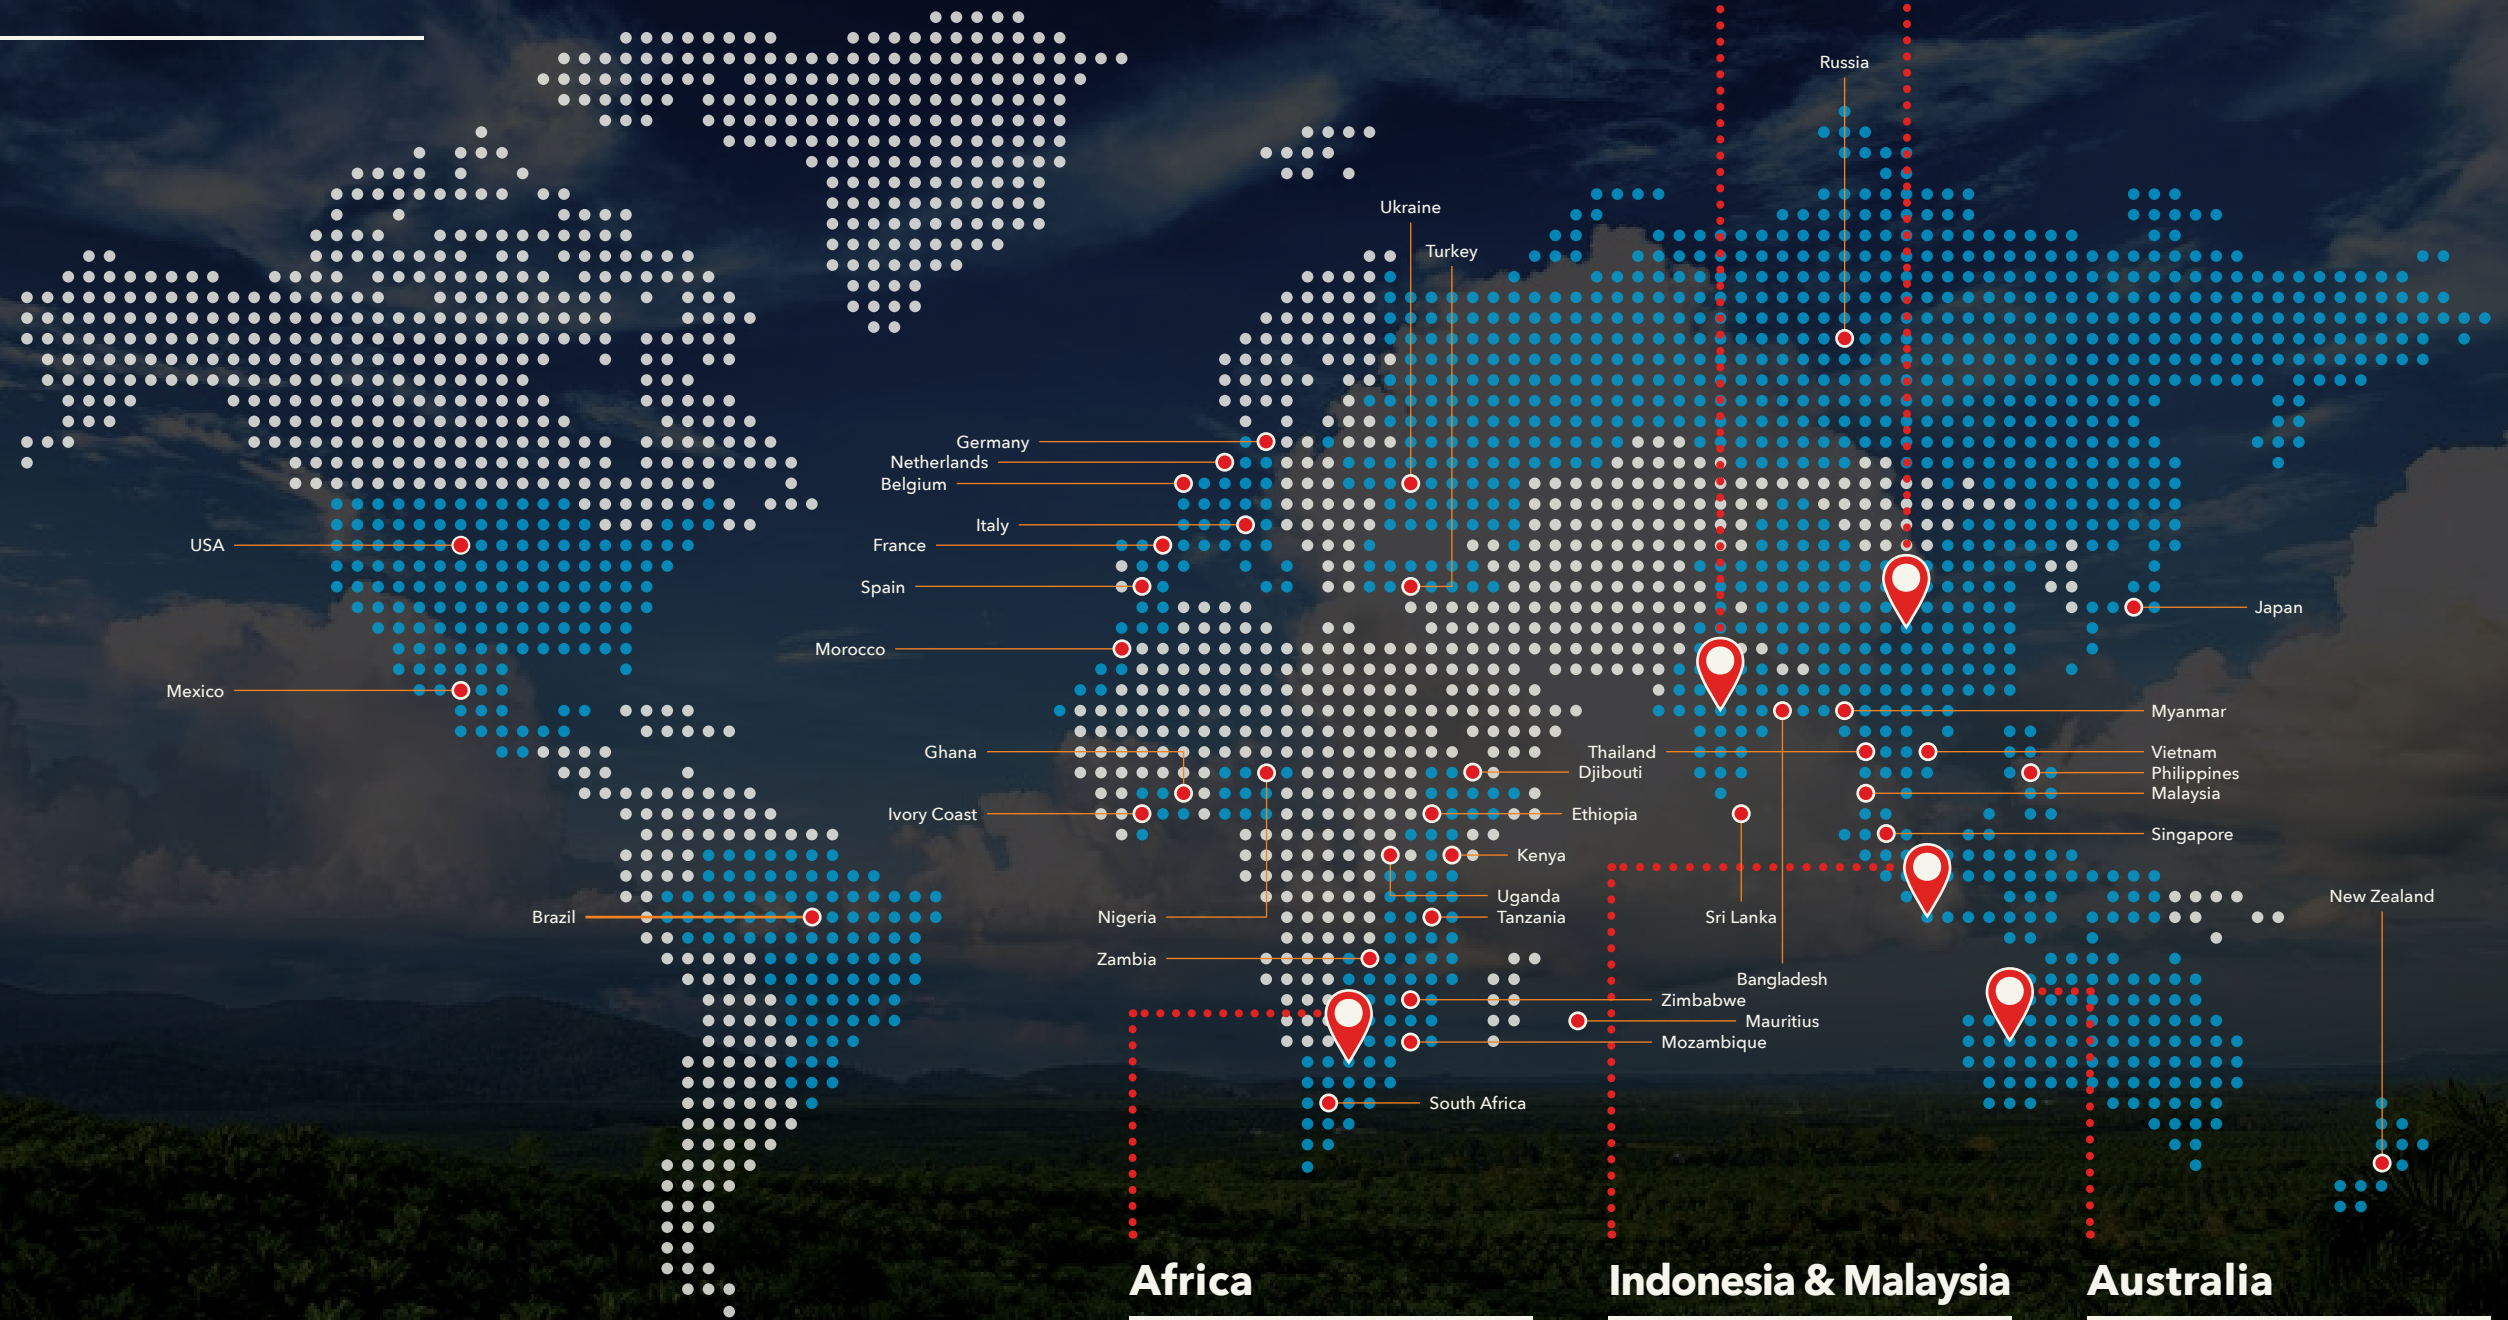 Russia
Ukraine
Turkey
Germany
Netherlands
Belgium
Italy
USA
France
Spain
Japan
Morocco
Mexico
Myanmar
Ghana
Thailand
Vietnam
Djibouti
Philippines
Malaysia
Ivory Coast
Ethiopia
Singapore
Kenya
Uganda
New Zealand
Brazil
Nigeria
Tanzania
Sri Lanka
Zambia
Bangladesh
Zimbabwe
Mauritius
Mozambique
South Africa
Africa
Indonesia & Malaysia
Australia